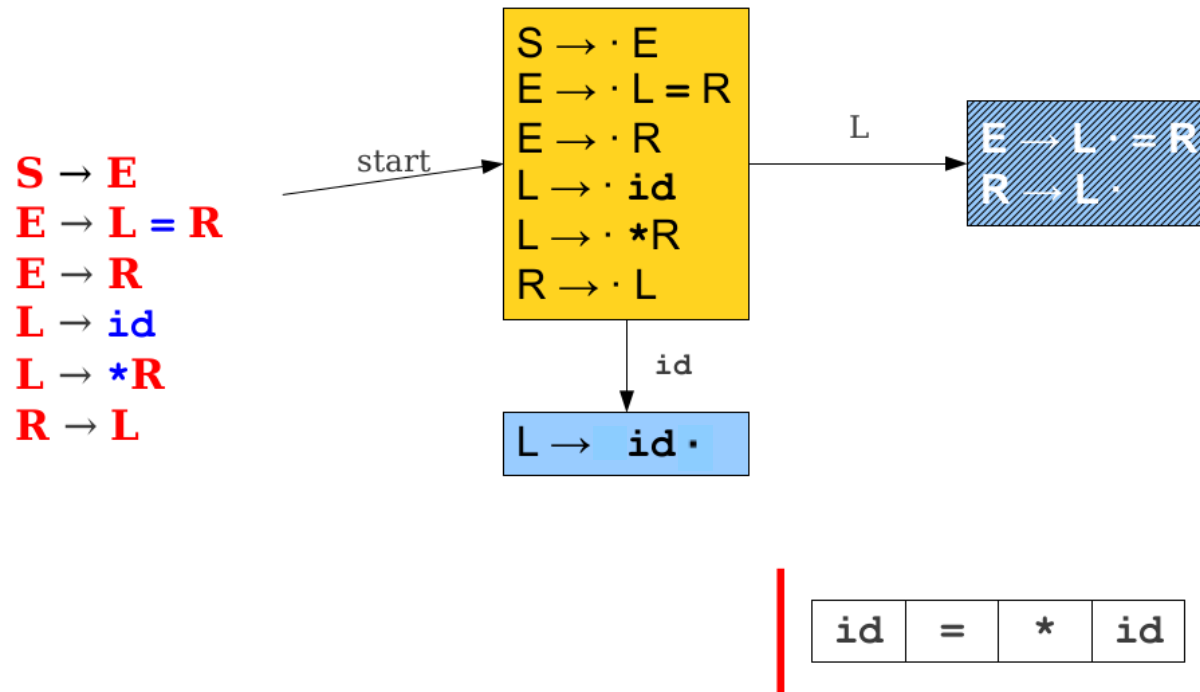 S → E
E → L = R
E → R
L → id
L → *R
R → L
start
S → · E
E → · L = R
E → · R
L → · id
L → · *R
R → · L
L
E → L · = R
R → L ·
id
L → id ·
id = * id